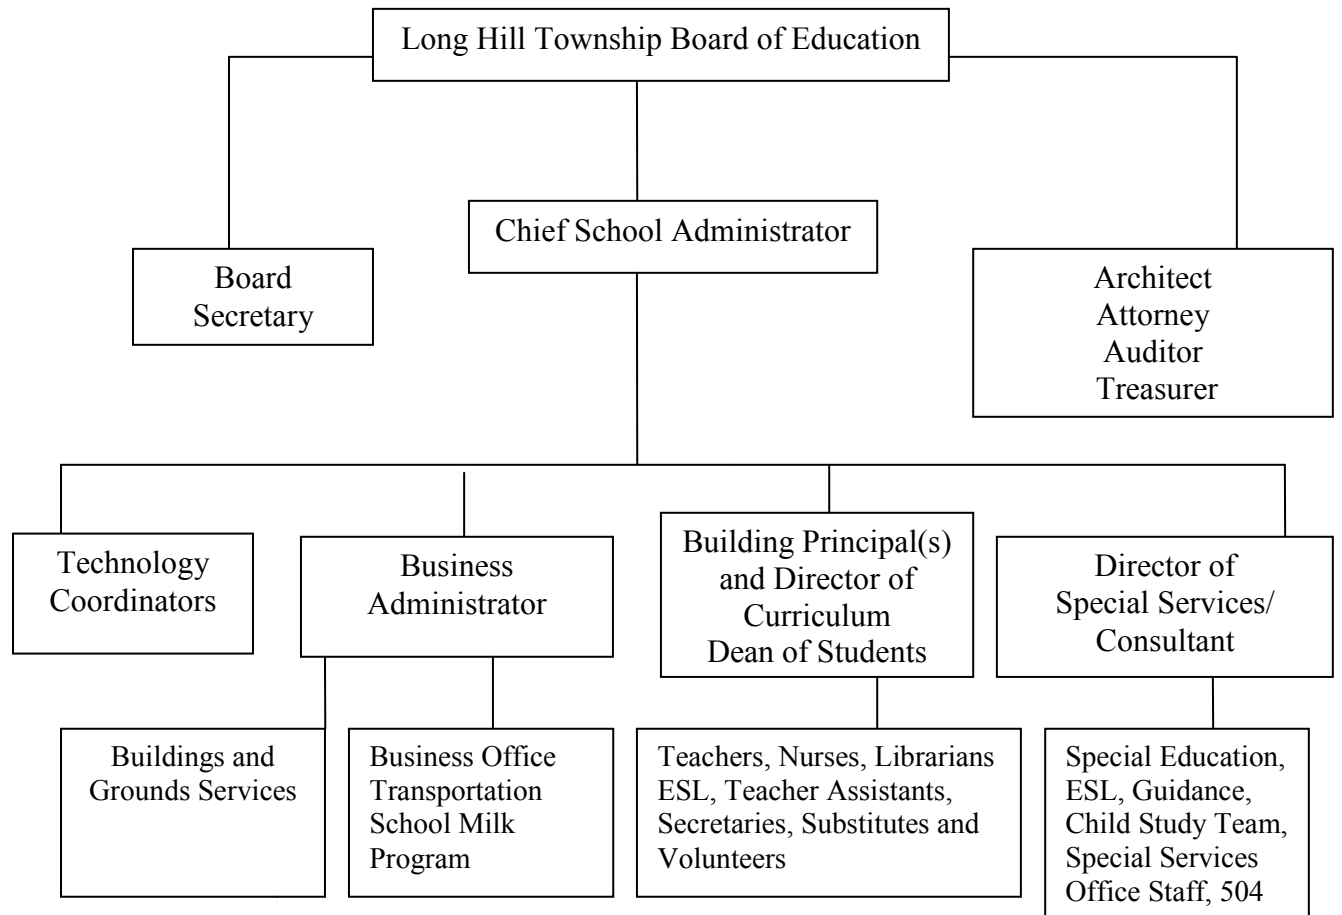 Long Hill Township Board of Education
Chief School Administrator
Board
Secretary
Architect
Attorney
Auditor
Treasurer
Technology
Coordinators
Business
Administrator
Building Principal(s)
and Director of
Curriculum
Dean of Students
Director of
Special Services/
Consultant
Buildings and
Grounds Services
Business Office
Transportation
School Milk
Program
Teachers, Nurses, Librarians
ESL, Teacher Assistants,
Secretaries, Substitutes and
Volunteers
Special Education,
ESL, Guidance,
Child Study Team,
Special Services
Office Staff, 504